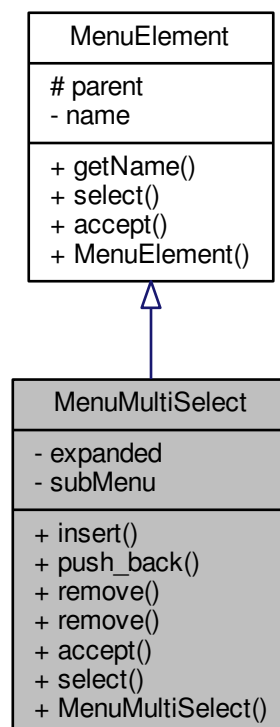 MenuElement
# parent
- name
+ getName()
+ select()
+ accept()
+ MenuElement()
MenuMultiSelect
- expanded
- subMenu
+ insert()
+ push_back()
+ remove()
+ remove()
+ accept()
+ select()
+ MenuMultiSelect()